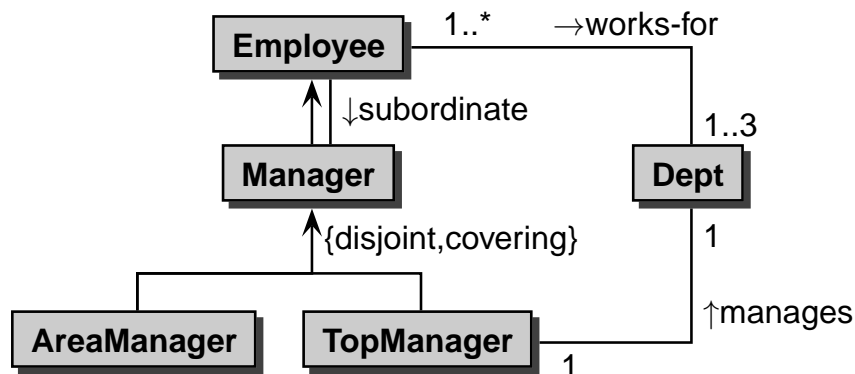 1..* →works-for
Employee
↓subordinate
1..3
Manager
Dept
{disjoint,covering}
1
↑manages
AreaManager
TopManager
1